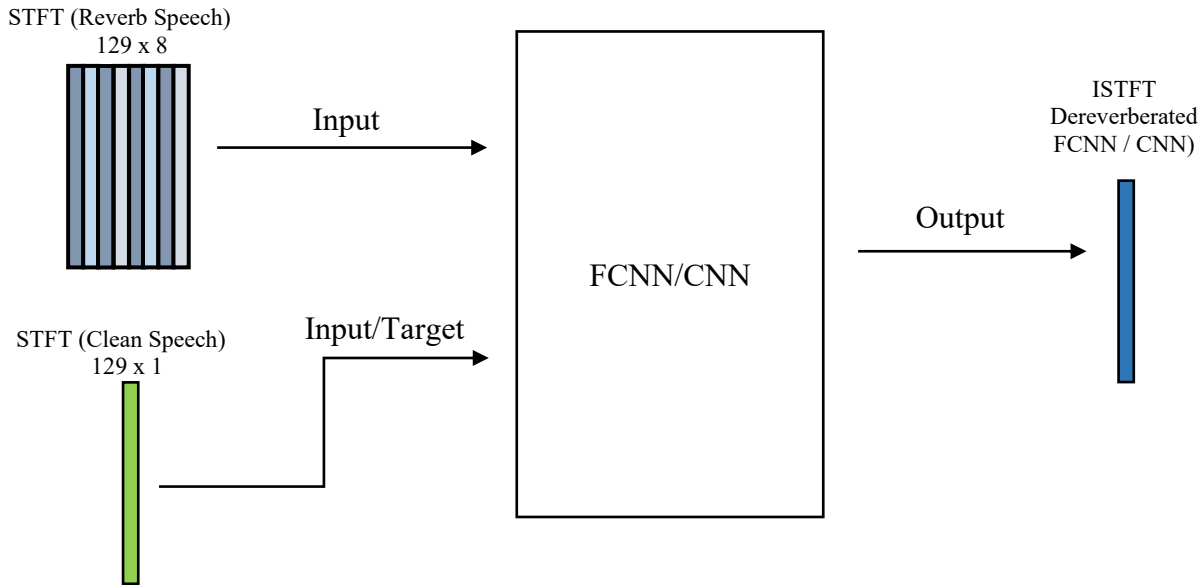 STFT (Reverb Speech)
129 x 8
Input
ISTFT
Dereverberated
FCNN / CNN)
Output
FCNN/CNN
Input/Target
STFT (Clean Speech)
129 x 1